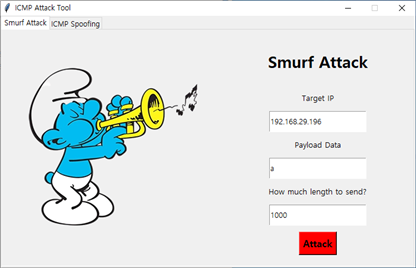 ICMP Attack Tool
Smurf Attack ICMP Spoofing
Smurf Attack
Target IP
192.168.29.196
Payload Data
a
How much length to send?
1000
Attack